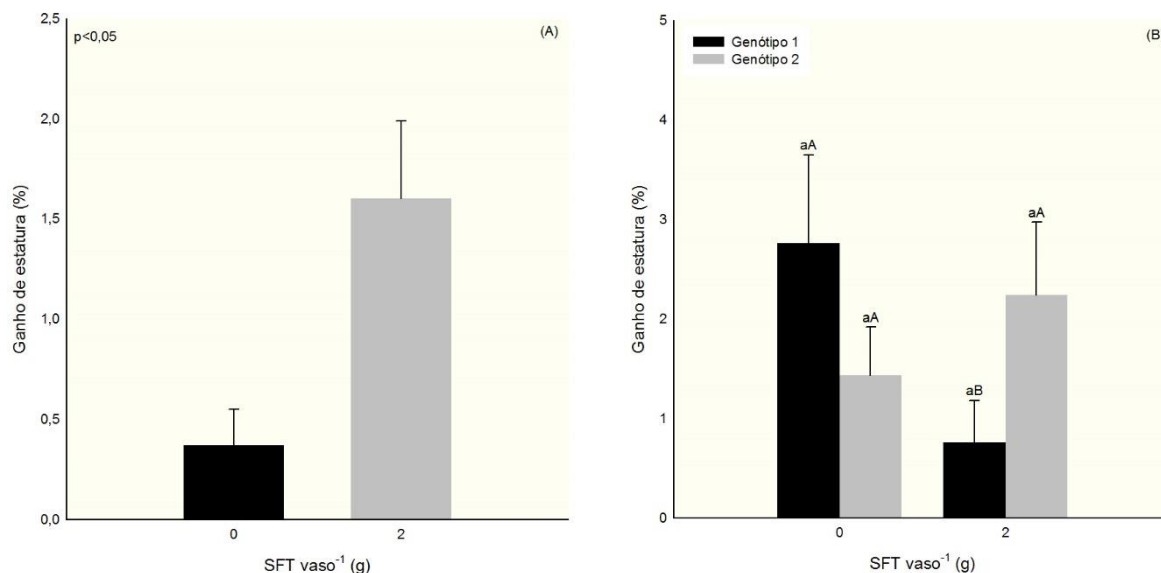 2,5
p<0,05
(A)
2,0
1,5
1,0
0,5
0,0
Ganho de estatura (%)
0
2
SFT vaso⁻¹ (g)
5
Genótipo 1
Genótipo 2
(B
4
3
2
1
0
Ganho de estatura (%)
aA
aA
aB
aA
0
2
SFT vaso⁻¹ (g)